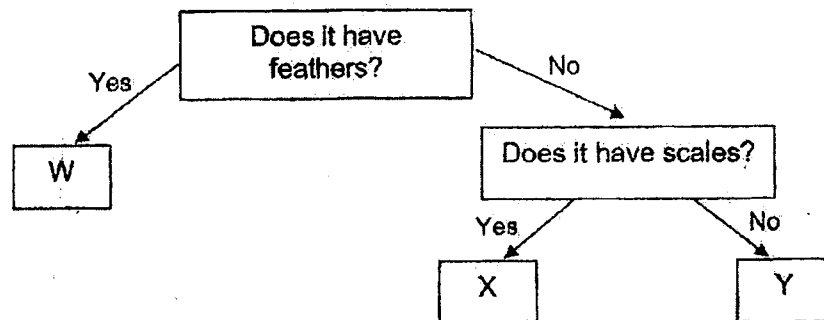 Does it have
feathers?
Yes
No
W
Does it have scales?
Yes
No
X
Y